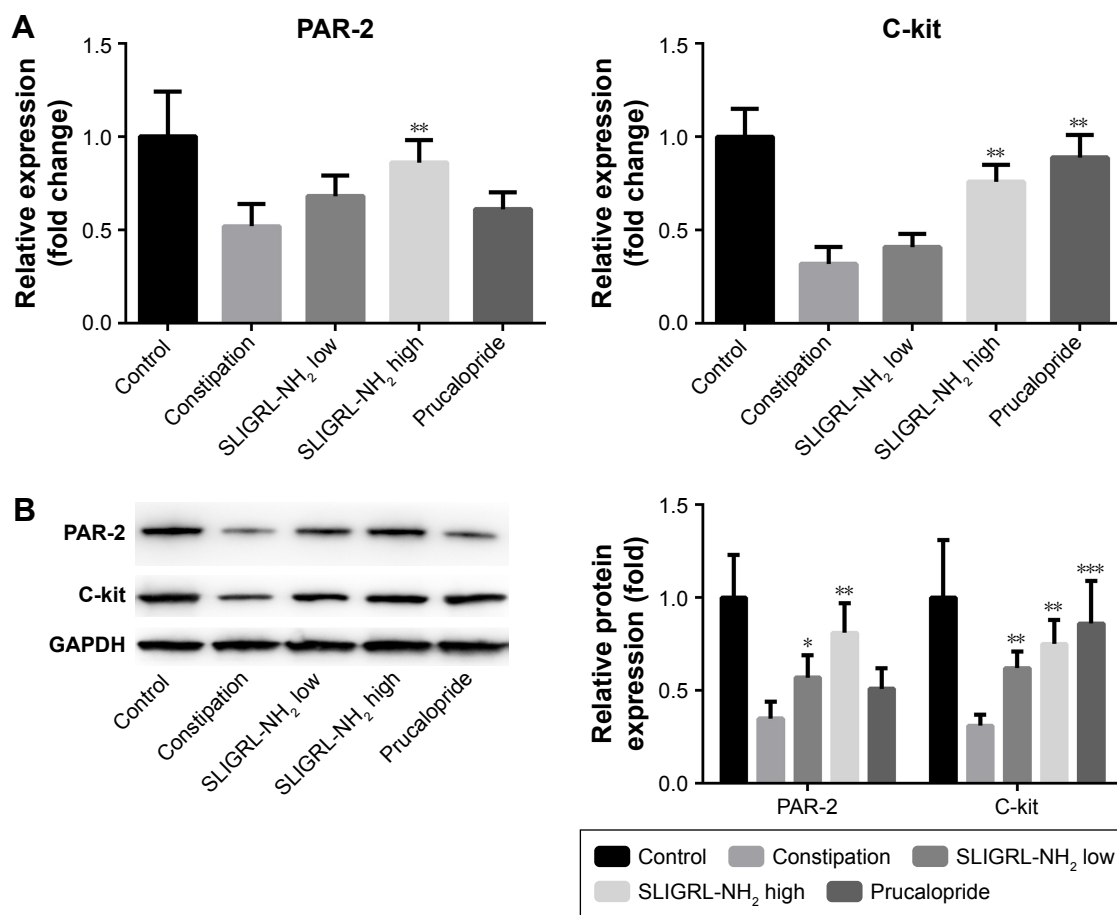 A
PAR-2
Relative expression
(fold change)
1.5
1.0
0.5
0.0
**
Control
Constipation
SLIGRL-NH₂ low
SLIGRL-NH₂ high
Prucalopride
C-kit
Relative expression
(fold change)
1.5
1.0
0.5
0.0
**
**
Control
Constipation
SLIGRL-NH₂ low
SLIGRL-NH₂ high
Prucalopride
B
PAR-2
C-kit
GAPDH
Control
Constipation
SLIGRL-NH₂ low
SLIGRL-NH₂ high
Prucalopride
Relative protein
expression (fold)
1.5
1.0
0.5
0.0
*
**
**
**
***
PAR-2
C-kit
Control
Constipation
SLIGRL-NH₂ low
SLIGRL-NH₂ high
Prucalopride